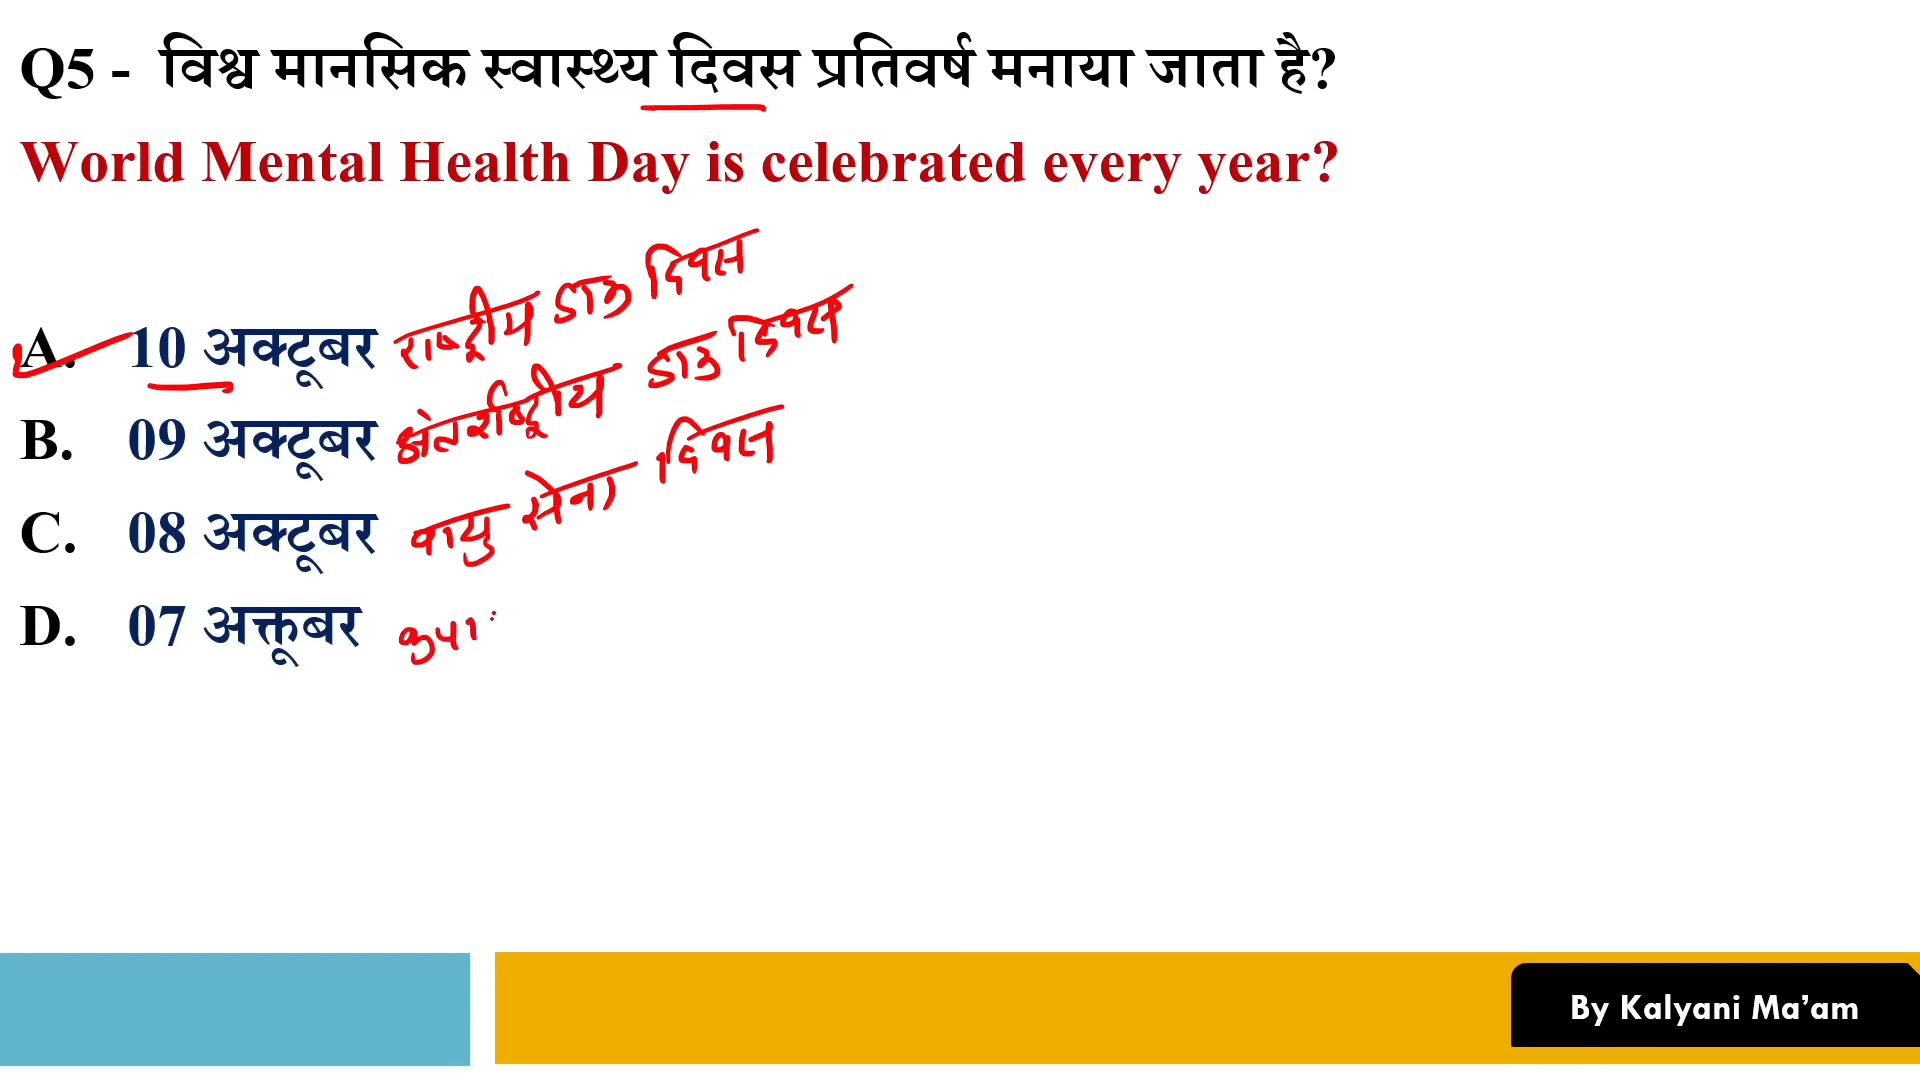 Q5 - विश्व मानसिक स्वास्थ्य दिवस प्रतिवर्ष मनाया जाता है?
World Mental Health Day is celebrated every year?
A. 10 अक्टूबर राष्ट्रीय डाक दिवस
B. 09 अक्टूबर अंतर्राष्ट्रीय डाक दिवस
C. 08 अक्टूबर वायु सेना दिवस
D. 07 अक्तूबर कपा
By Kalyani Ma’am